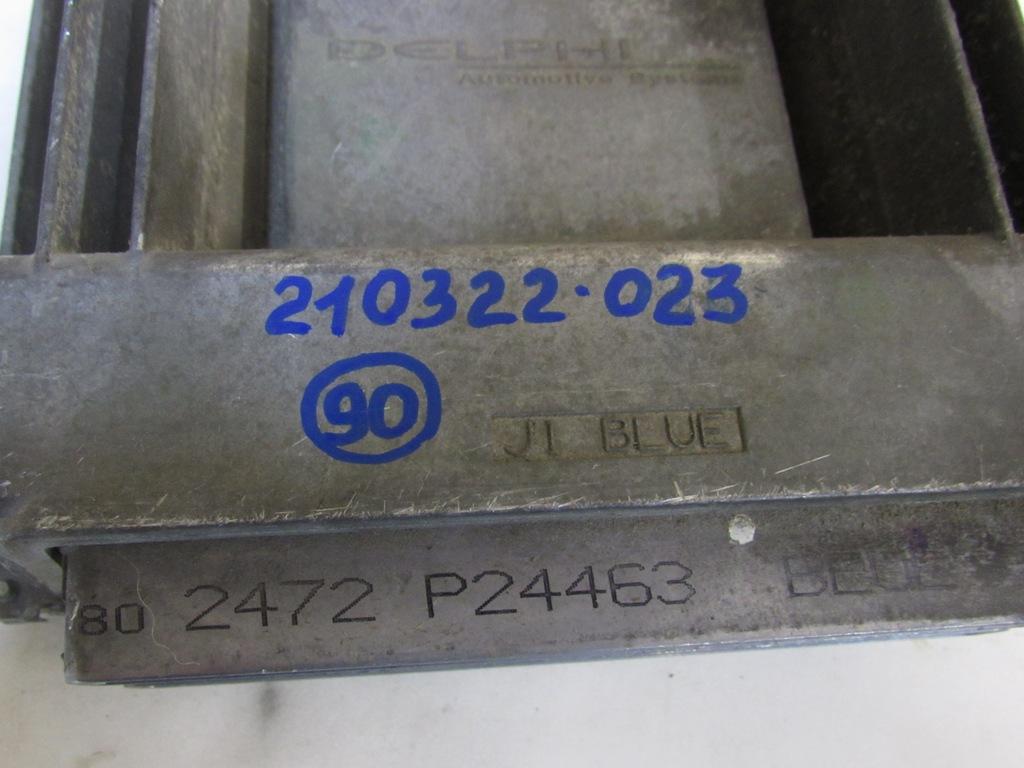 DELPHI
Automotive Systems
210322·023
90
J1 BLUE
80 2472 P24463